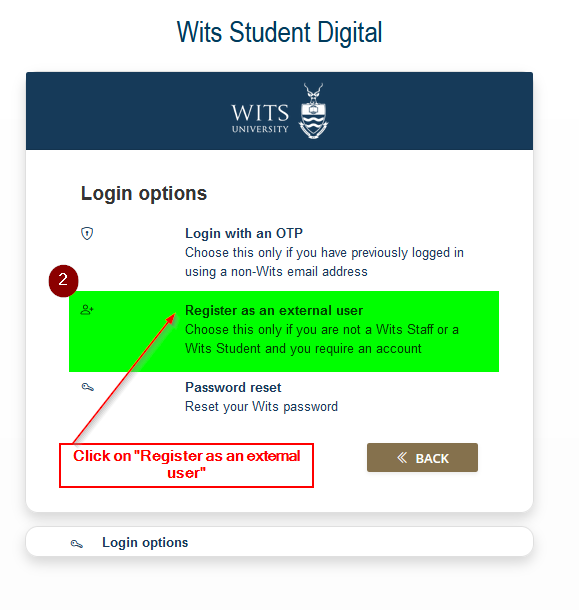 Wits Student Digital
WITS
UNIVERSITY
Login options
Login with an OTP
Choose this only if you have previously logged in
using a non-Wits email address
2
Register as an external user
Choose this only if you are not a Wits Staff or a
Wits Student and you require an account
Password reset
Reset your Wits password
Click on "Register as an external
user"
BACK
Login options